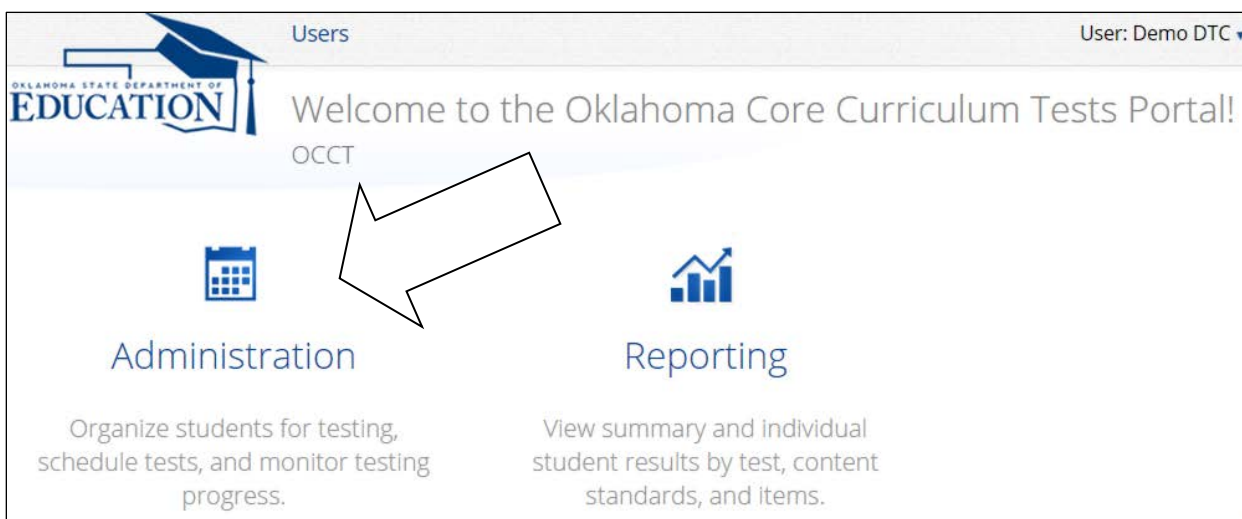 Users
User: Demo DTC
OKLAHOMA STATE DEPARTMENT OF
EDUCATION
Welcome to the Oklahoma Core Curriculum Tests Portal!
OCCT
Administration
Organize students for testing,
schedule tests, and monitor testing
progress.
Reporting
View summary and individual
student results by test, content
standards, and items.